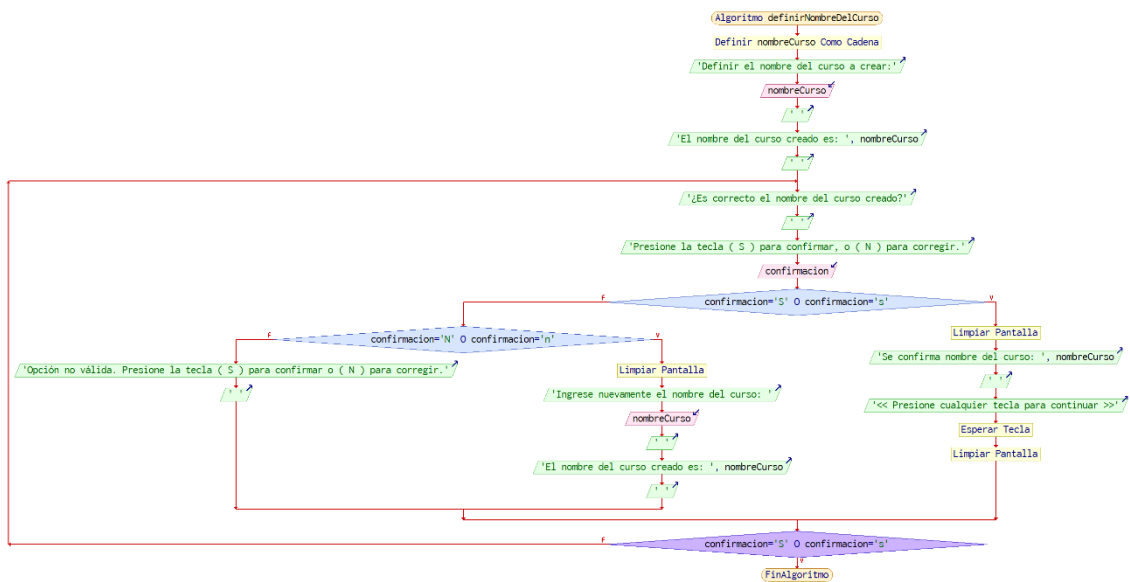 Algoritmo definirNombreDelCurso
Definir nombreCurso Como Cadena
'Definir el nombre del curso a crear:'
nombreCurso
' '
'El nombre del curso creado es: ', nombreCurso
' '
'¿Es correcto el nombre del curso creado?'
' '
'Presione la tecla ( S ) para confirmar, o ( N ) para corregir.'
confirmacion
confirmacion='S' O confirmacion='s'
F
V
confirmacion='N' O confirmacion='n'
F
V
'Opción no válida. Presione la tecla ( S ) para confirmar o ( N ) para corregir.'
' '
Limpiar Pantalla
'Ingrese nuevamente el nombre del curso: '
nombreCurso
' '
'El nombre del curso creado es: ', nombreCurso
' '
Limpiar Pantalla
'Se confirma nombre del curso: ', nombreCurso
' '
'<< Presione cualquier tecla para continuar >>'
Esperar Tecla
Limpiar Pantalla
confirmacion='S' O confirmacion='s'
F
V
FinAlgoritmo